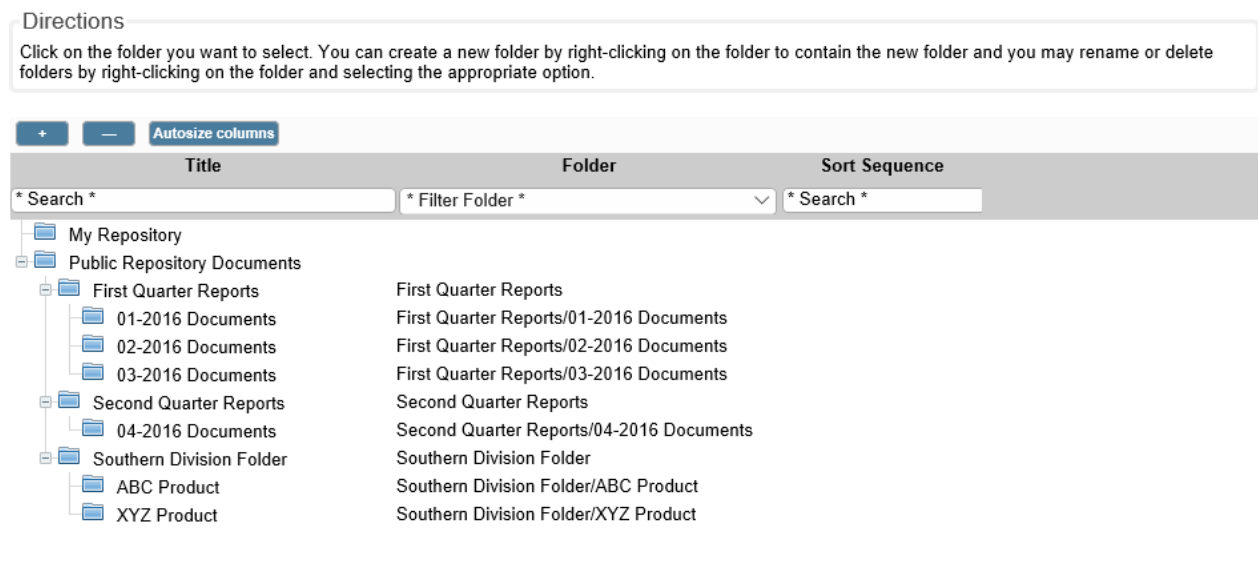 Directions
Click on the folder you want to select. You can create a new folder by right-clicking on the folder to contain the new folder and you may rename or delete
folders by right-clicking on the folder and selecting the appropriate option.
+ — Autosize columns
Title Folder Sort Sequence
* Search * * Filter Folder * * Search *
My Repository
Public Repository Documents
First Quarter Reports First Quarter Reports
01-2016 Documents First Quarter Reports/01-2016 Documents
02-2016 Documents First Quarter Reports/02-2016 Documents
03-2016 Documents First Quarter Reports/03-2016 Documents
Second Quarter Reports Second Quarter Reports
04-2016 Documents Second Quarter Reports/04-2016 Documents
Southern Division Folder Southern Division Folder
ABC Product Southern Division Folder/ABC Product
XYZ Product Southern Division Folder/XYZ Product